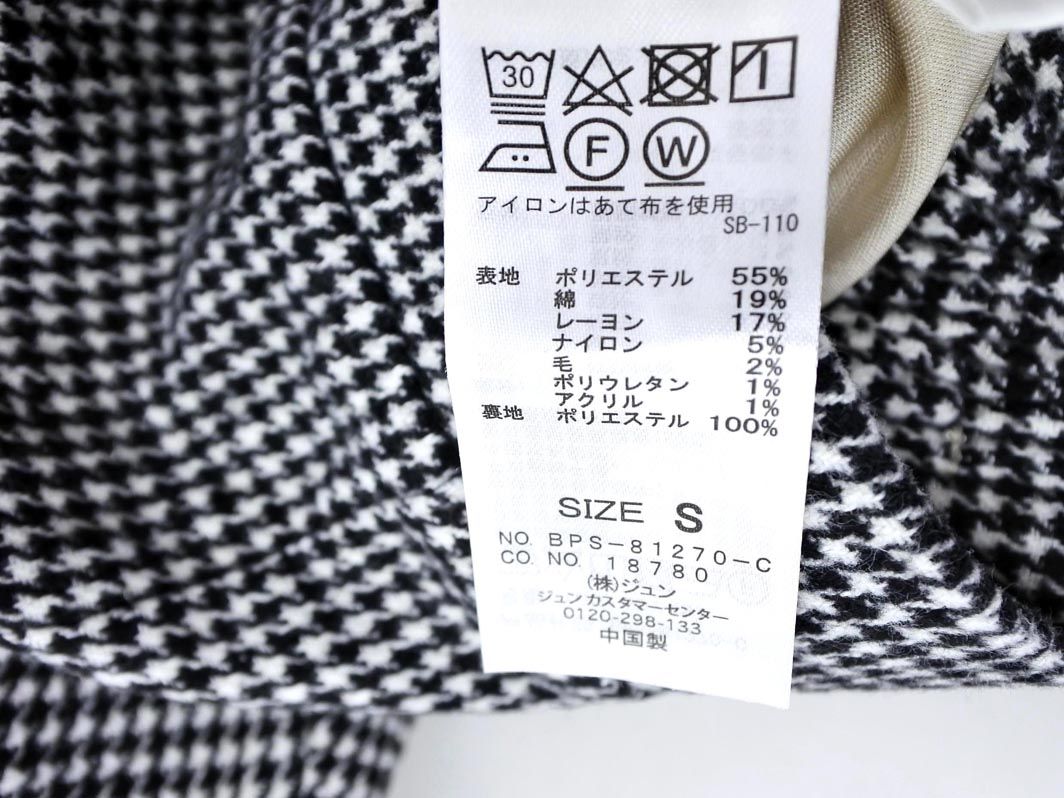 30
F W
アイロンはあて布を使用
SB-110
表地 ポリエステル 55%
綿 19%
レーヨン 17%
ナイロン 5%
毛 2%
ポリウレタン 1%
アクリル 1%
裏地 ポリエステル 100%
SIZE S
NO. BPS-81270-C
CO. NO. 18780
(株)ジュン
ジュン カスタマーセンター
0120-298-133
中国製